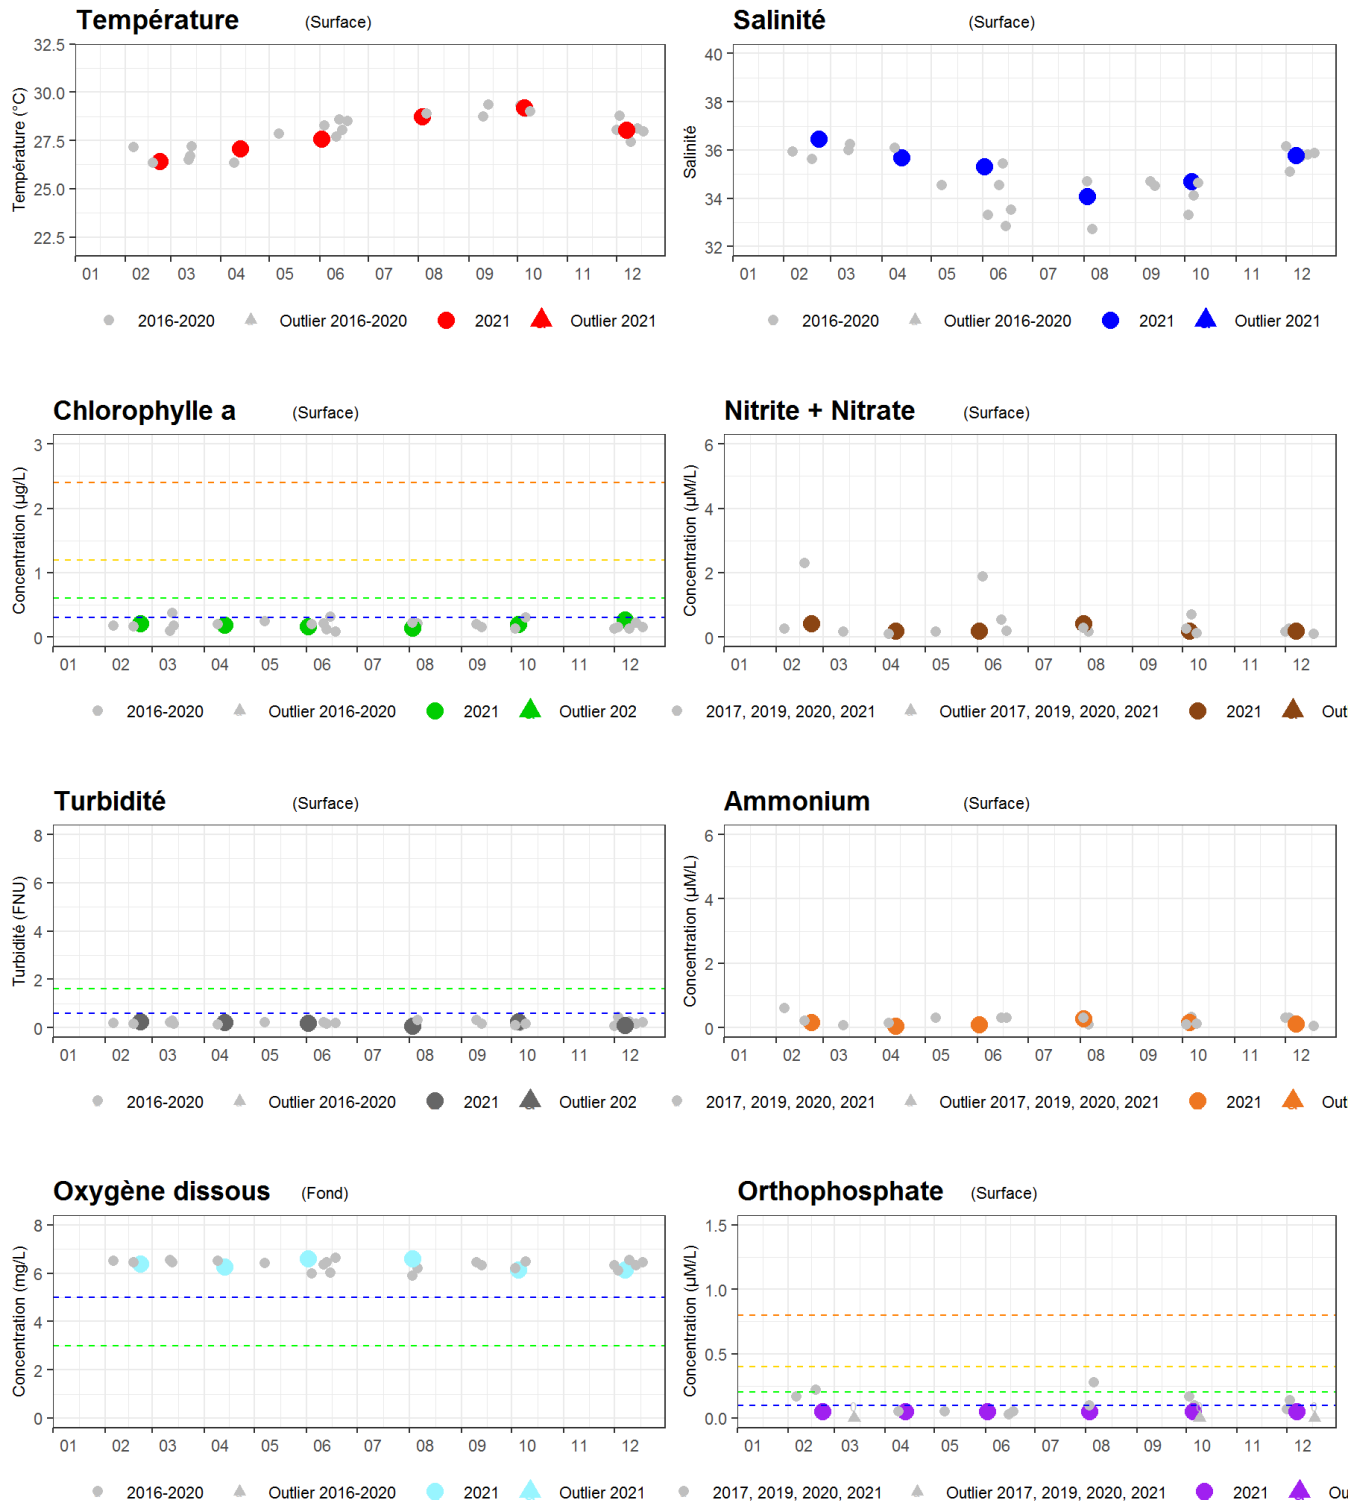 Température (Surface)
Température (°C)
32.5
30.0
27.5
25.0
22.5
01 02 03 04 05 06 07 08 09 10 12
2016-2020 Outlier 2016-2020 2021 Outlier 2021
Salinité (Surface)
Salinité
40
38
36
34
32
01 02 03 04 05 06 07 08 09 10 12
2016-2020 Outlier 2016-2020 2021 Outlier 2021
Chlorophylle a (Surface)
Concentration (µg/L)
3
2
1
0
01 02 03 04 05 06 07 08 09 10 12
2016-2020 Outlier 2016-2020 2021 Outlier 202
Nitrite + Nitrate (Surface)
Concentration (µM/L)
6
4
2
0
01 02 03 04 05 06 07 08 09 10 12
2017, 2019, 2020, 2021 Outlier 2017, 2019, 2020, 2021 2021 Out
Turbidité (Surface)
Turbidité (FNU)
8
6
4
2
0
01 02 03 04 05 06 07 08 09 10 12
2016-2020 Outlier 2016-2020 2021 Outlier 202
Ammonium (Surface)
Concentration (µM/L)
6
4
2
0
01 02 03 04 05 06 07 08 09 10 12
2017, 2019, 2020, 2021 Outlier 2017, 2019, 2020, 2021 2021 Out
Oxygène dissous (Fond)
Concentration (mg/L)
8
6
4
2
0
01 02 03 04 05 06 07 08 09 10 12
2016-2020 Outlier 2016-2020 2021 Outlier 2021
Orthophosphate (Surface)
Concentration (µM/L)
1.5
1.0
0.5
0.0
01 02 03 04 05 06 07 08 09 10 12
2017, 2019, 2020, 2021 Outlier 2017, 2019, 2020, 2021 2021 Ou